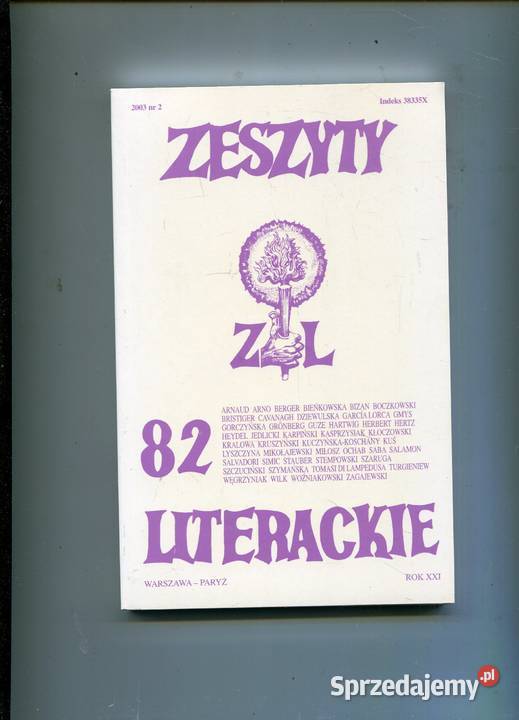 2003 nr 2
Indeks 38335X
ZESZYTY
Z L
82
ARNAUD ARNO BERGER BIEŃKOWSKA BIZAN BOCZKOWSKI
BRISTIGER CAVANAGH DZIEWULSKA GARCÍA LORCA GMYS
GORCZYŃSKA GRÖNBERG GUZE HARTWIG HERBERT HERTZ
HEYDEL JEDLICKI KARPIŃSKI KASPRZYSIAK KŁOCZOWSKI
KRALOWA KRUSZYŃSKI KUCZYŃSKA-KOSCHANY KUŚ
LYSZCZYNA MIKOŁAJEWSKI MIŁOSZ OCHAB SABA SALAMON
SALVADORI SIMIC STAUBER STEMPOWSKI SZARUGA
SZCZUCIŃSKI SZYMAŃSKA TOMASI DI LAMPEDUSA TURGIENIEW
WĘGRZYNIAK WILK WOŹNIAKOWSKI ZAGAJEWSKI
LITERACKIE
WARSZAWA – PARYŻ
ROK XXI
Sprzedajemy.pl